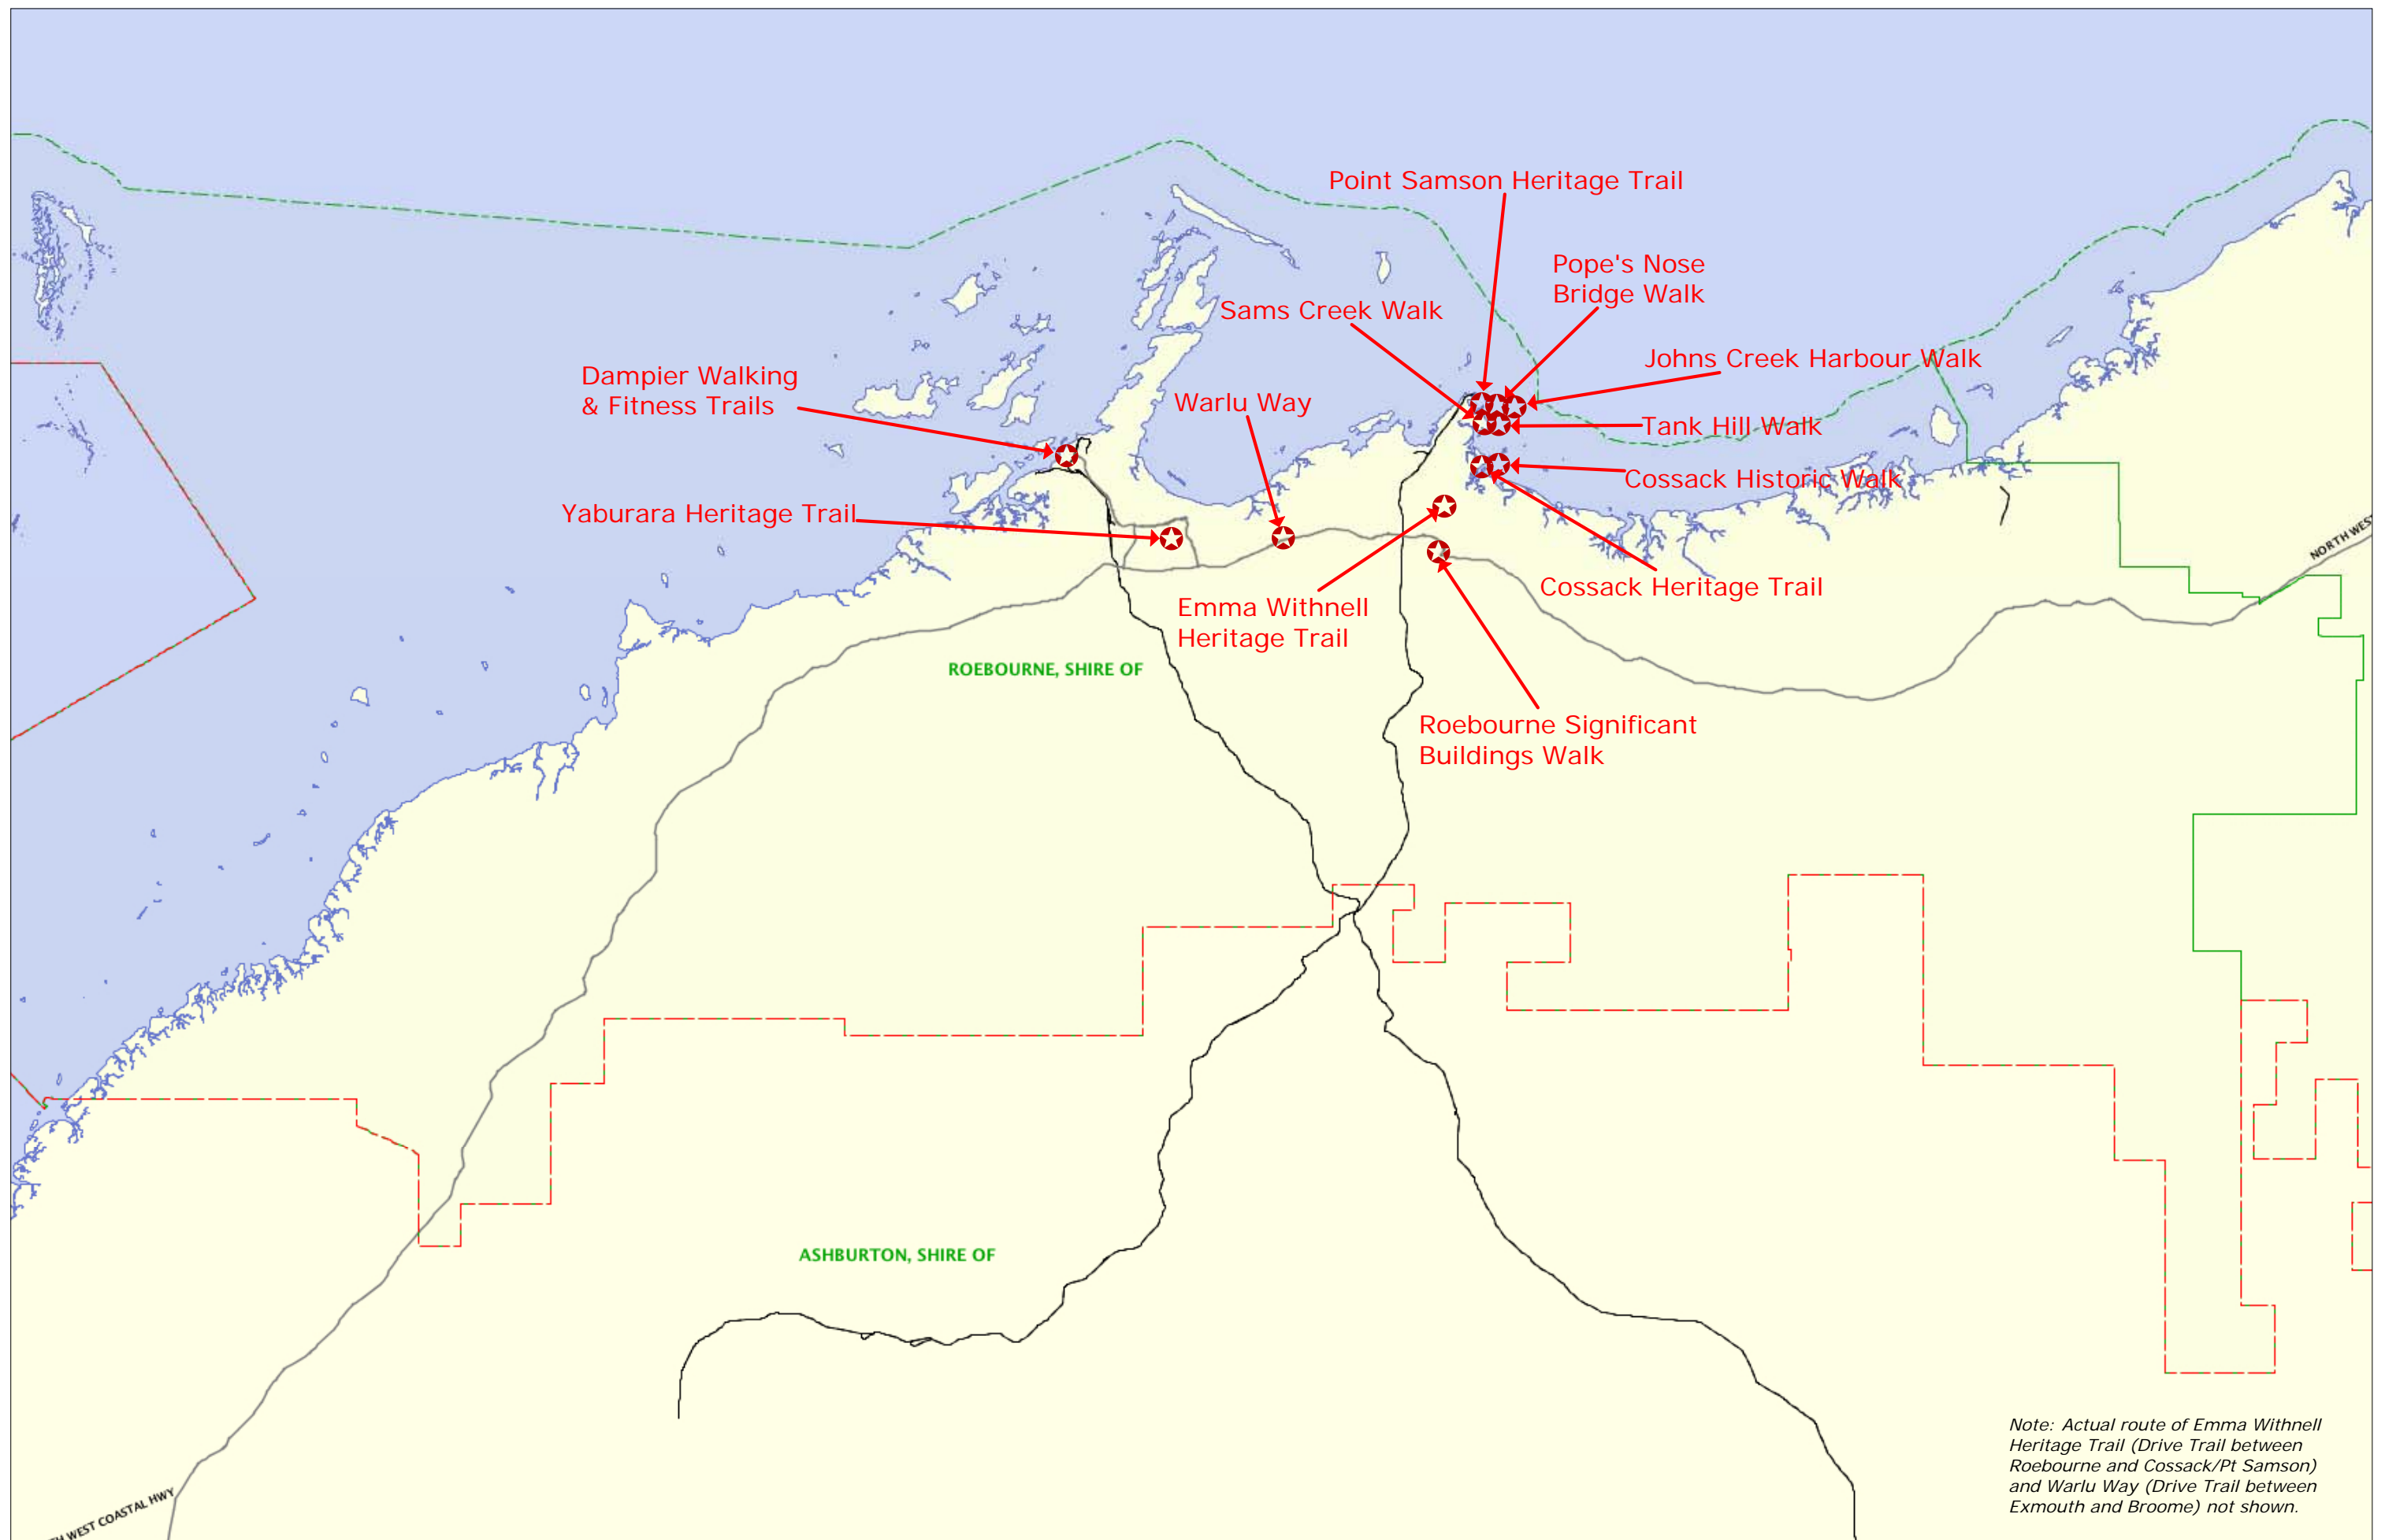 Point Samson Heritage Trail
Pope's Nose
Bridge Walk
Sams Creek Walk
Johns Creek Harbour Walk
Dampier Walking
& Fitness Trails
Warlu Way
Tank Hill Walk
Cossack Historic Walk
Yaburara Heritage Trail
NORTH WES
Cossack Heritage Trail
Emma Withnell
Heritage Trail
ROEBOURNE, SHIRE OF
Roebourne Significant
Buildings Walk
ASHBURTON, SHIRE OF
Note: Actual route of Emma Withnell
Heritage Trail (Drive Trail between
Roebourne and Cossack/Pt Samson)
and Warlu Way (Drive Trail between
Exmouth and Broome) not shown.
WEST COASTAL HWY